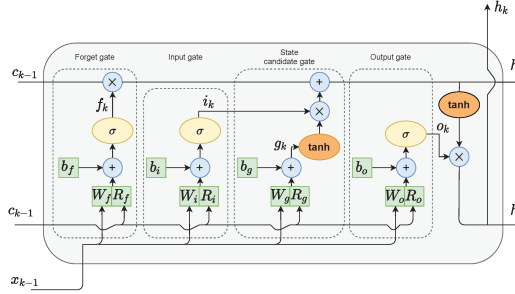 h_k
Forget gate
Input gate
State
candidate gate
Output gate
c_{k-1}
×
+
h
f_k
i_k
×
tanh
σ
σ
g_k
tanh
σ
o_k
×
b_f
+
b_i
+
b_g
+
b_o
+
W_f R_f
W_i R_i
W_g R_g
W_o R_o
c_{k-1}
h
x_{k-1}